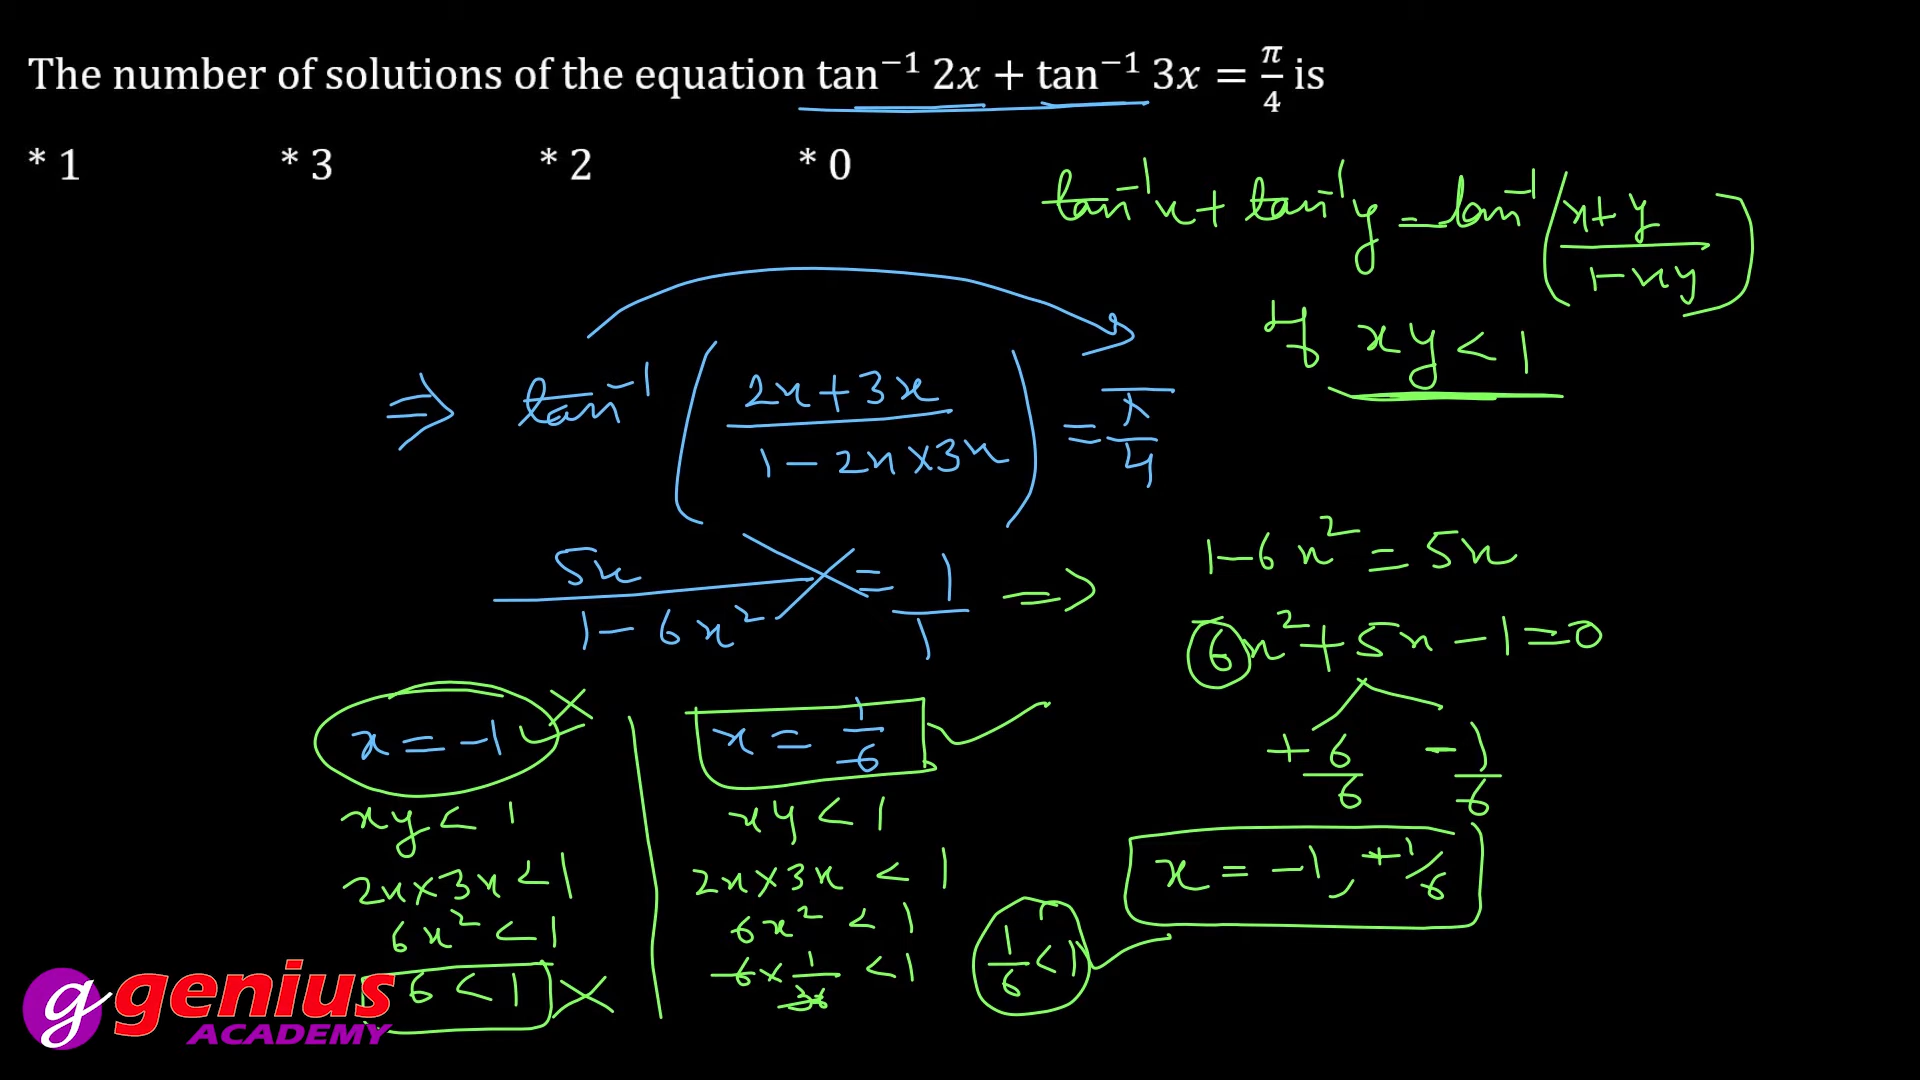 The number of solutions of the equation tan⁻¹ 2x + tan⁻¹ 3x = π/4 is
* 1 * 3 * 2 * 0
tan⁻¹x + tan⁻¹y = tan⁻¹(x+y/1-xy)
If xy < 1
⇒ tan⁻¹(2x+3x/1-2x×3x) = π/4
5x/1-6x² = 1/1 ⇒
1-6x² = 5x
6x²+5x-1=0
+6/6 -1/6
x = -1, +1/6
x = -1
xy < 1
2x×3x < 1
6x² < 1
6 < 1
x = 1/6
xy < 1
2x×3x < 1
6x² < 1
6×1/36 < 1
1/6 < 1
g genius
ACADEMY